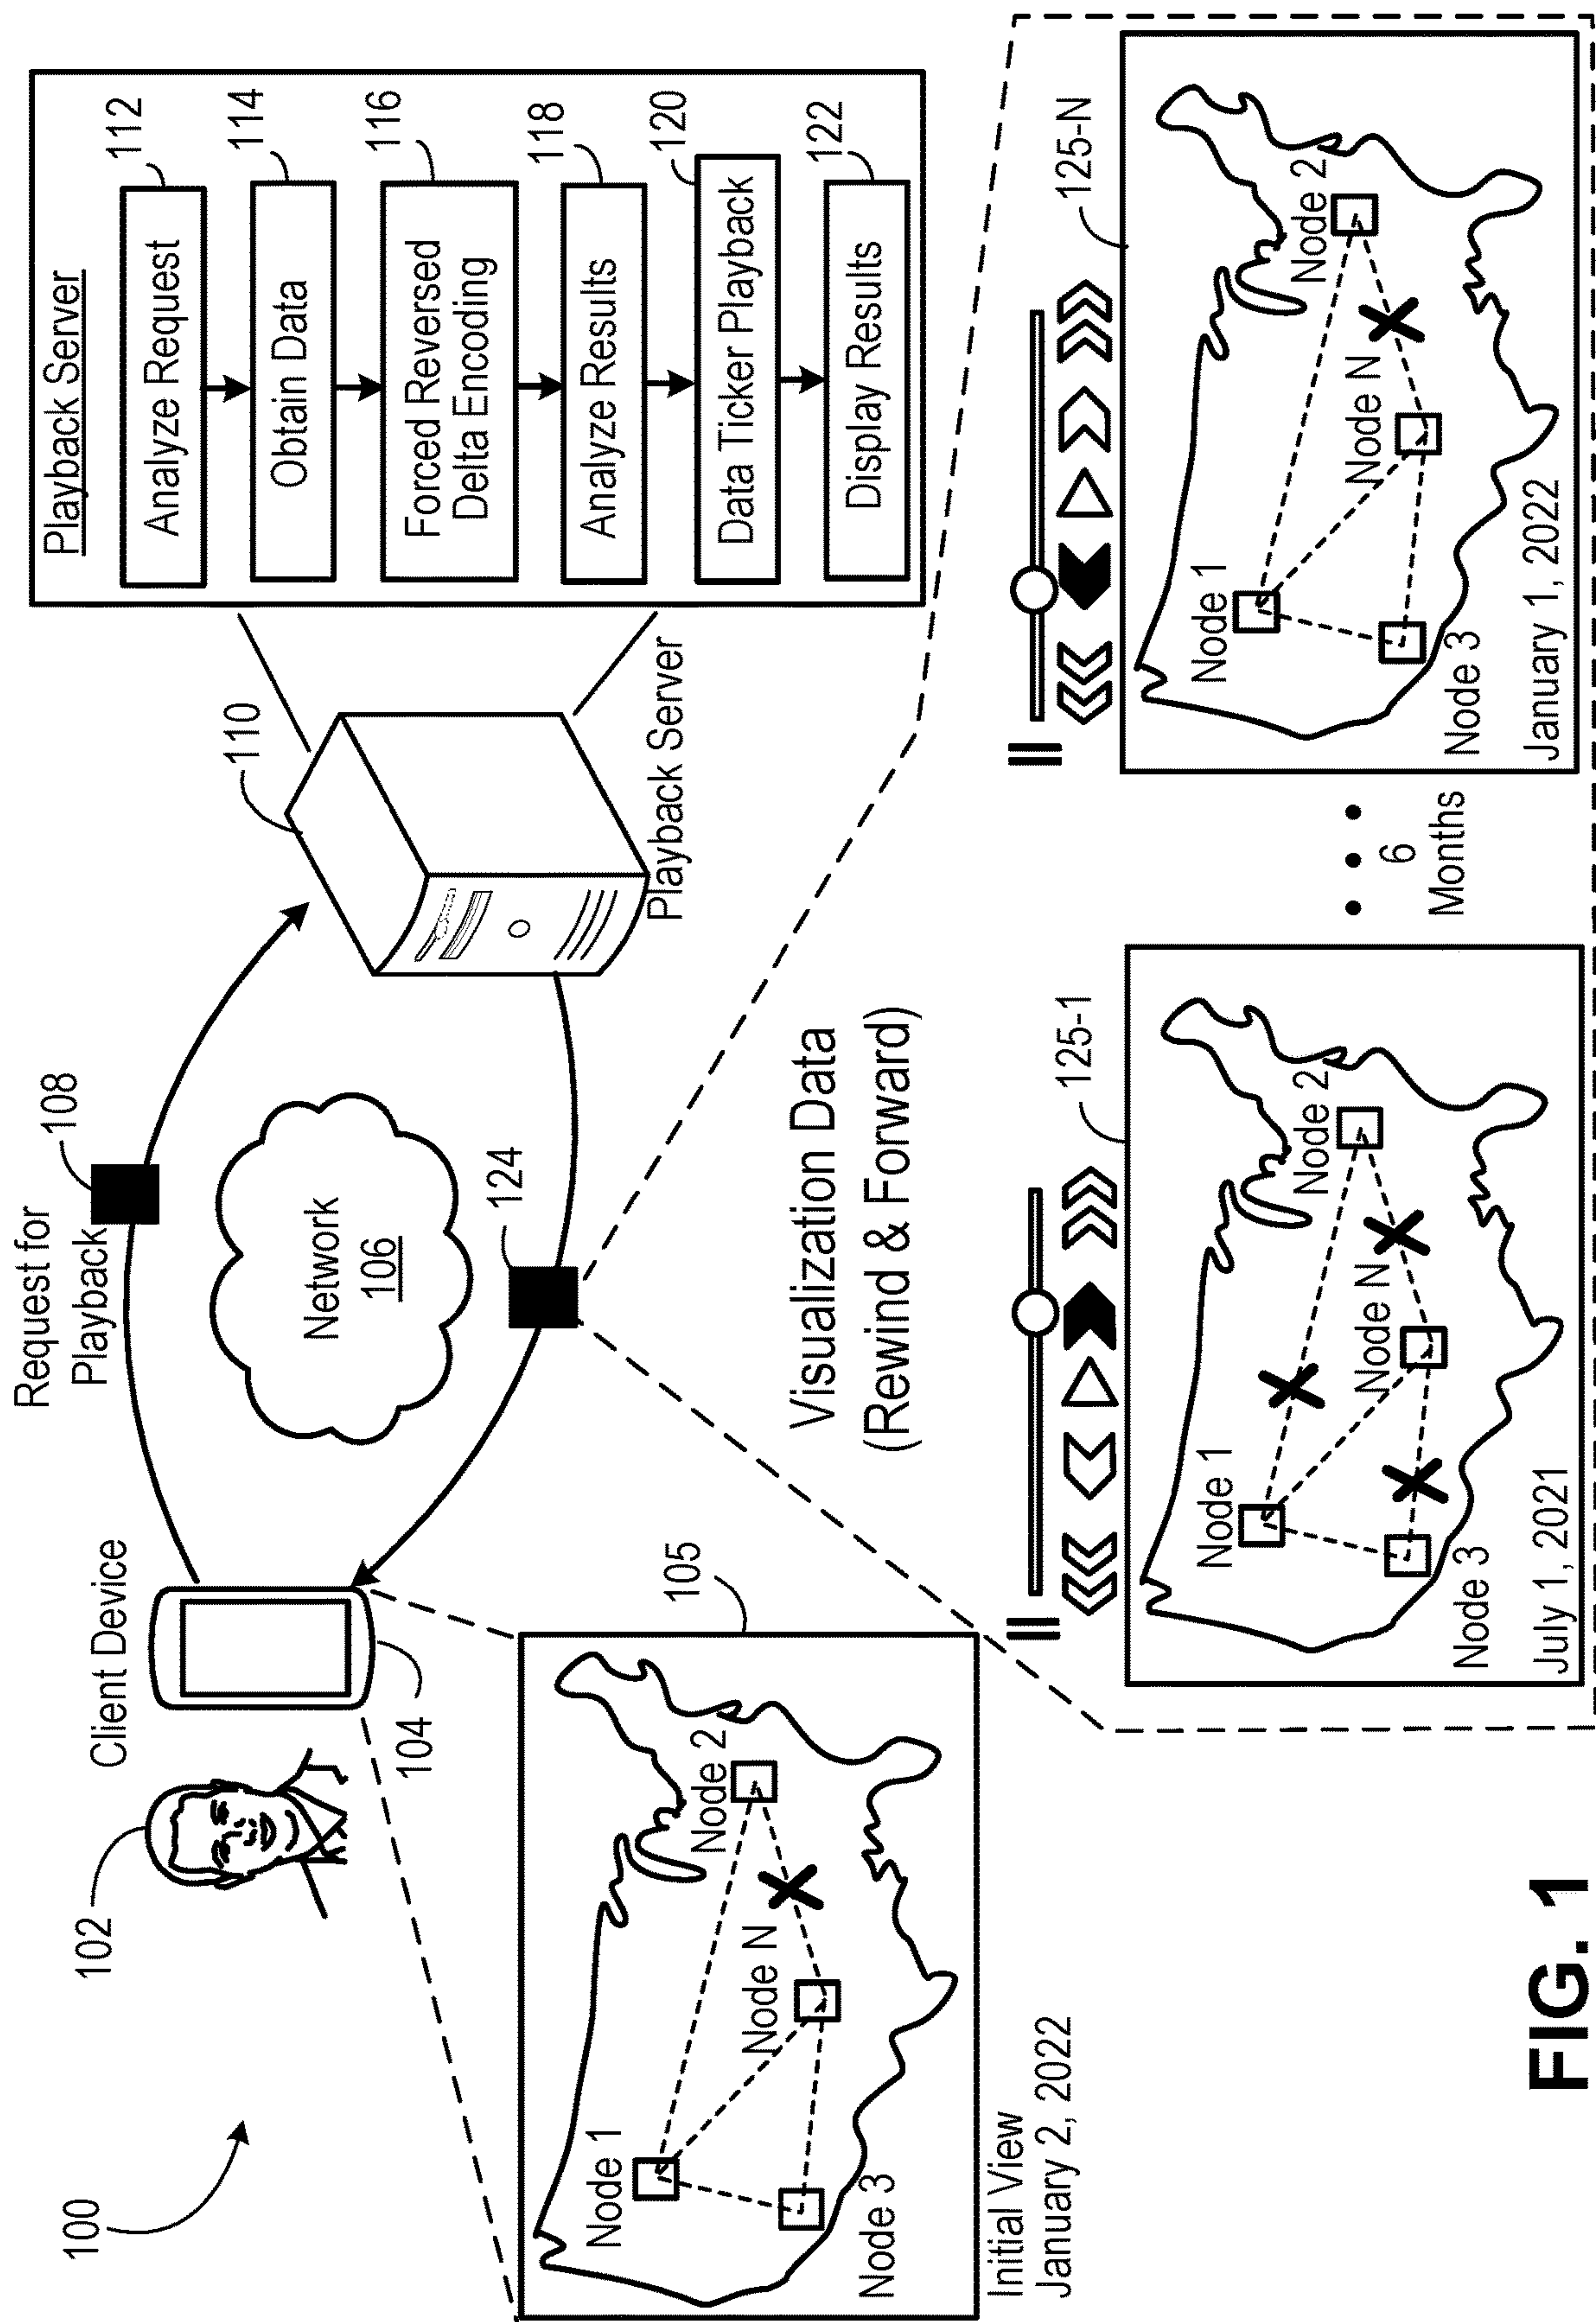 100
102
Client Device
104
Request for
Playback
108
Network
106
124
110
Playback Server
Playback Server
Analyze Request
112
Obtain Data
114
Forced Reversed
Delta Encoding
116
Analyze Results
118
Data Ticker Playback
120
Display Results
122
105
Node 1
Node 2
Node N
Node 3
Initial View
January 2, 2022
Visualization Data
(Rewind & Forward)
125-1
Node 1
Node 2
Node N
Node 3
July 1, 2021
6
Months
125-N
Node 1
Node 2
Node N
Node 3
January 1, 2022
FIG. 1